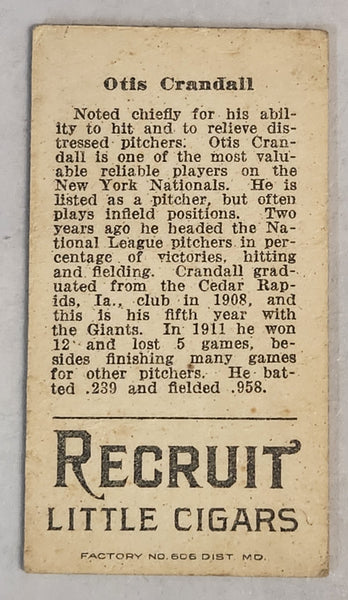 Otis Crandall
Noted chiefly for his abil-
ity to hit and to relieve dis-
tressed pitchers. Otis Cran-
dall is one of the most valu-
able reliable players on the
New York Nationals. He is
listed as a pitcher, but often
plays infield positions. Two
years ago he headed the Na-
tional League pitchers in per-
centage of victories, hitting
and fielding. Crandall grad-
uated from the Cedar Rap-
ids, Ia., club in 1908, and
this is his fifth year with
the Giants. In 1911 he won
12 and lost 5 games, be-
sides finishing many games
for other pitchers. He bat-
ted .239 and fielded .958.
RECRUIT
LITTLE CIGARS
FACTORY NO. 606 DIST. MD.